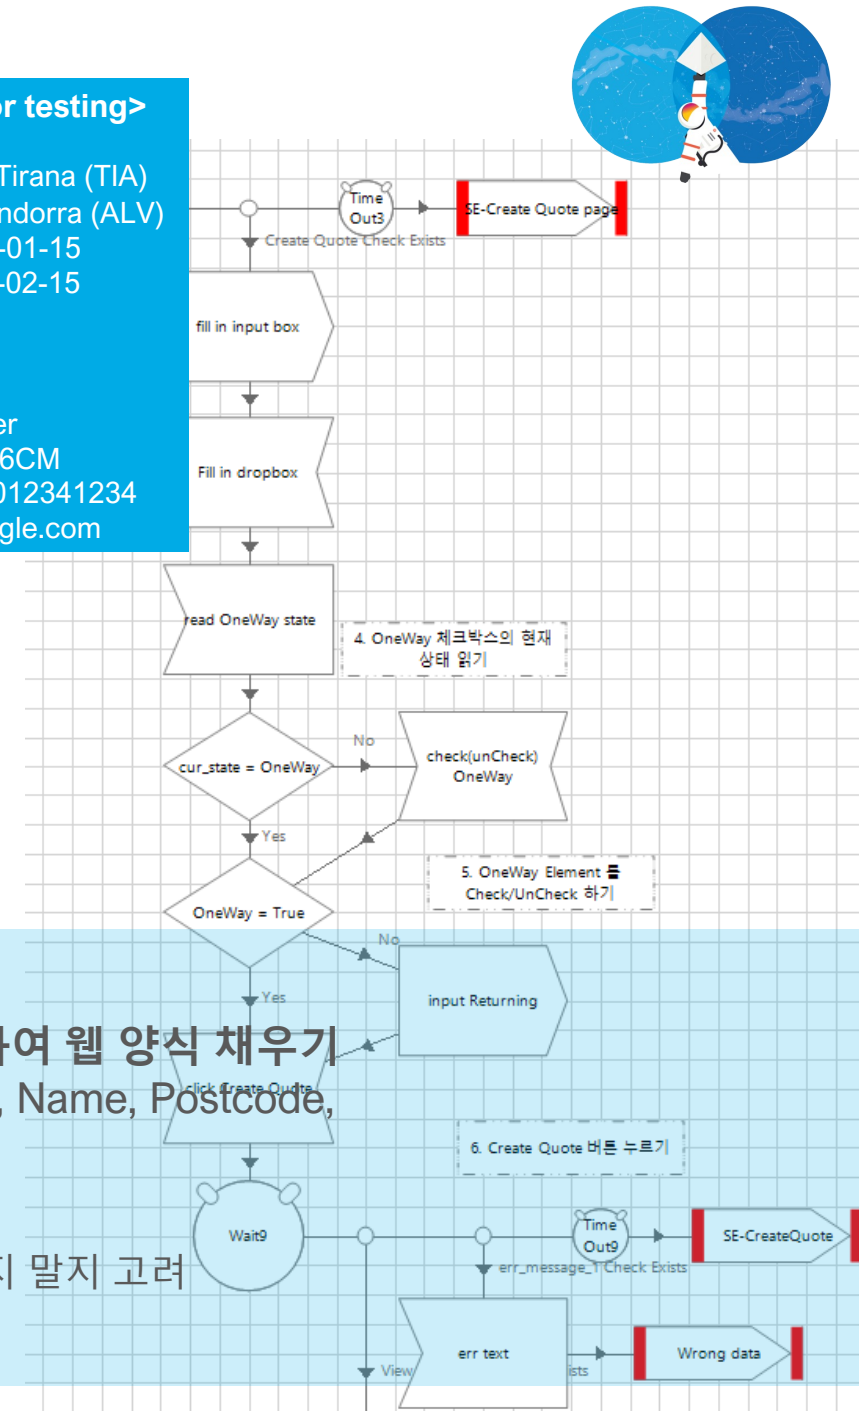 or testing>
Tirana (TIA)
ndorra (ALV)
-01-15
-02-15
er
6CM
012341234
gle.com
Time
Out3
SE-Create Quote page
Create Quote Check Exists
fill in input box
Fill in dropbox
read OneWay state
4. OneWay 체크박스의 현재
상태 읽기
cur_state = OneWay
No
check(unCheck)
OneWay
Yes
5. OneWay Element 를
Check/UnCheck 하기
OneWay = True
No
Yes
input Returning
하여 웹 양식 채우기
click Create Quote
, Name, Postcode,
6. Create Quote 버튼 누르기
Wait9
Time
Out9
SE-CreateQuote
err_message_1 Check Exists
지 말지 고려
err text
Wrong data
View
ists